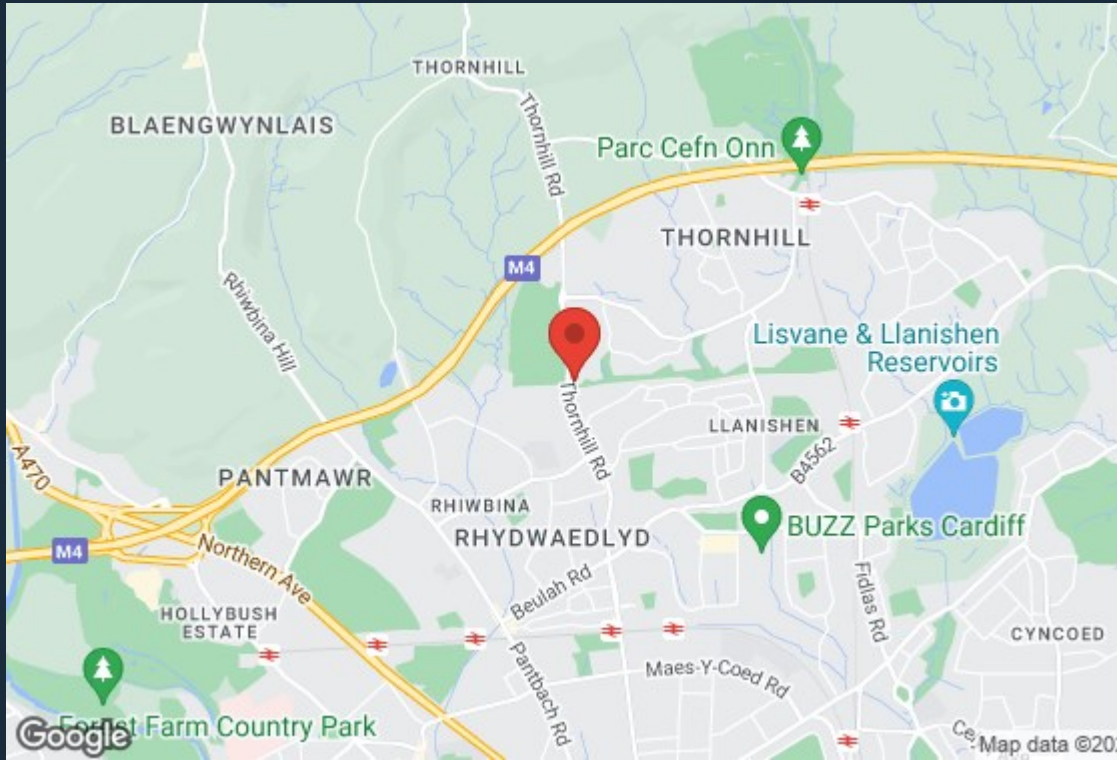 THORNHILL
BLAENGWYNLAIS
Thornhill Rd
Parc Cefn Onn
THORNHILL
M4
Rhiwbina Hill
Lisvane & Llanishen
Reservoirs
Thornhill Rd
LLANISHEN
A470
PANTMAWR
B4562
RHIWBINA
RHYDWAEDLYD
BUZZ Parks Cardiff
M4
Northern Ave
Beulah Rd
Fidlas Rd
HOLLYBUSH
ESTATE
CYNCOED
Pantbach Rd
Maes-Y-Coed Rd
Forest Farm Country Park
Google
Map data ©20